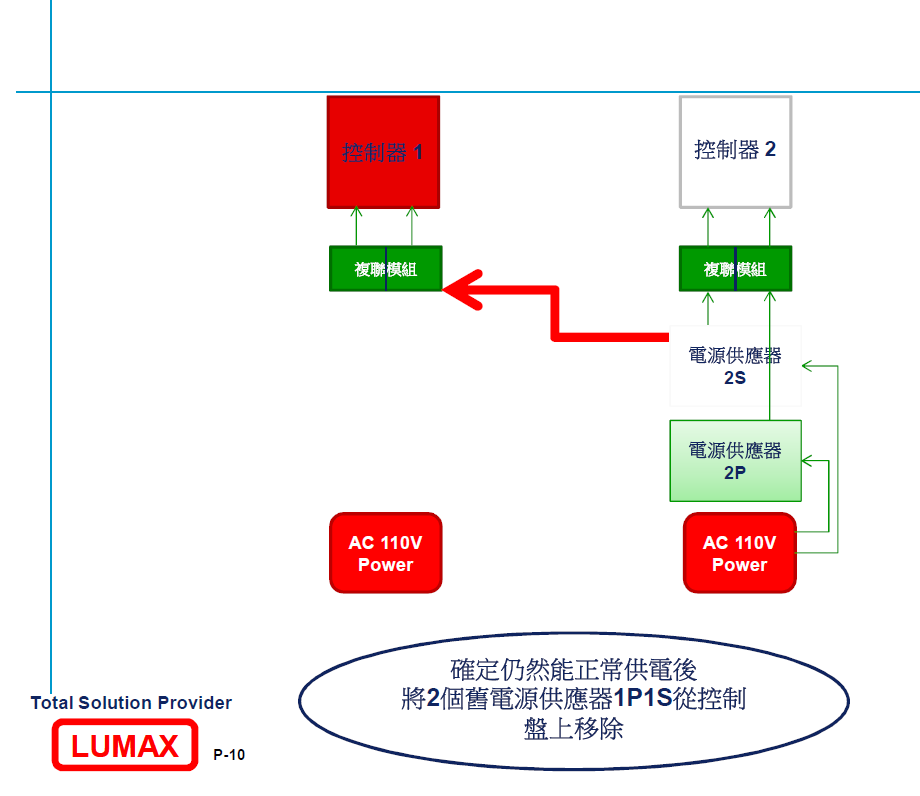 控制器 1
控制器 2
複聯模組
複聯模組
電源供應器
2S
電源供應器
2P
AC 110V
Power
AC 110V
Power
確定仍然能正常供電後
將2個舊電源供應器1P1S從控制
盤上移除
Total Solution Provider
LUMAX
P-10